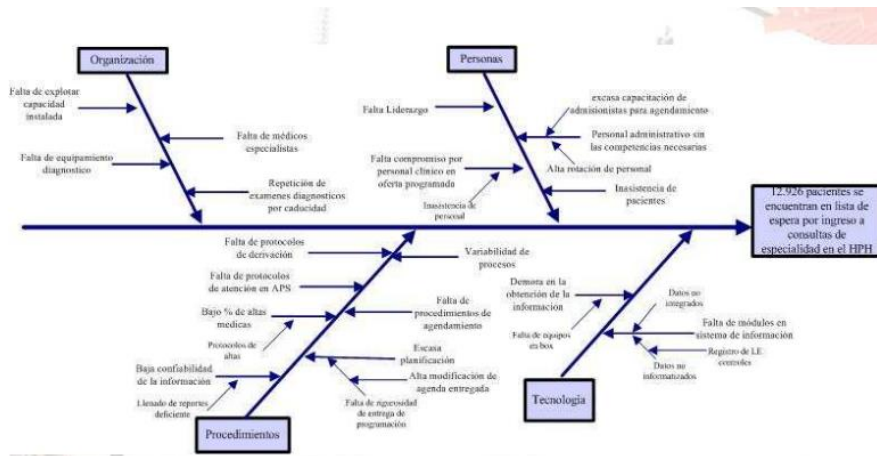 Organización
Falta de explotar
capacidad
instalada
Falta de médicos
especialistas
Falta de equipamiento
diagnostico
Repetición de
examenes diagnosticos
por caducidad
Personas
Falta Liderazgo
excasa capacitación de
admisionistas para agendamiento
Personal administrativo sin
las competencias necesarias
Alta rotación de personal
Falta compromiso por
personal clínico en
oferta programada
Inasistencia de
personal
Inasistencia de
pacientes
12.926 pacientes se
encuentran en lista de
espera por ingreso a
consultas de
especialidad en el HPH
Falta de protocolos
de derivación
Variabilidad de
procesos
Falta de protocolos
de atención en APS
Falta de
procedimientos de
agendamiento
Bajo % de altas
medicas
Protocolos de
altas
Escasa
planificación
Alta modificación de
agenda entregada
Falta de rigurosidad
de entrega de
programación
Baja confiabilidad
de la información
Llenado de reportes
deficiente
Procedimientos
Demora en la
obtención de la
información
Falta de equipos
en box
Datos no
integrados
Falta de módulos en
sistema de información
Registro de LE
controles
Datos no
informatizados
Tecnología